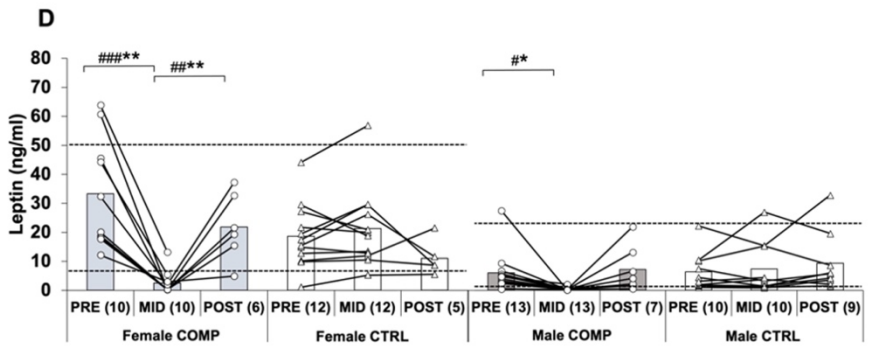 D
###** ##** #*
80
70
60
50
40
30
20
10
0
Leptin (ng/ml)
PRE (10) MID (10) POST (6) PRE (12) MID (12) POST (5) PRE (13) MID (13) POST (7) PRE (10) MID (10) POST (9)
Female COMP Female CTRL Male COMP Male CTRL